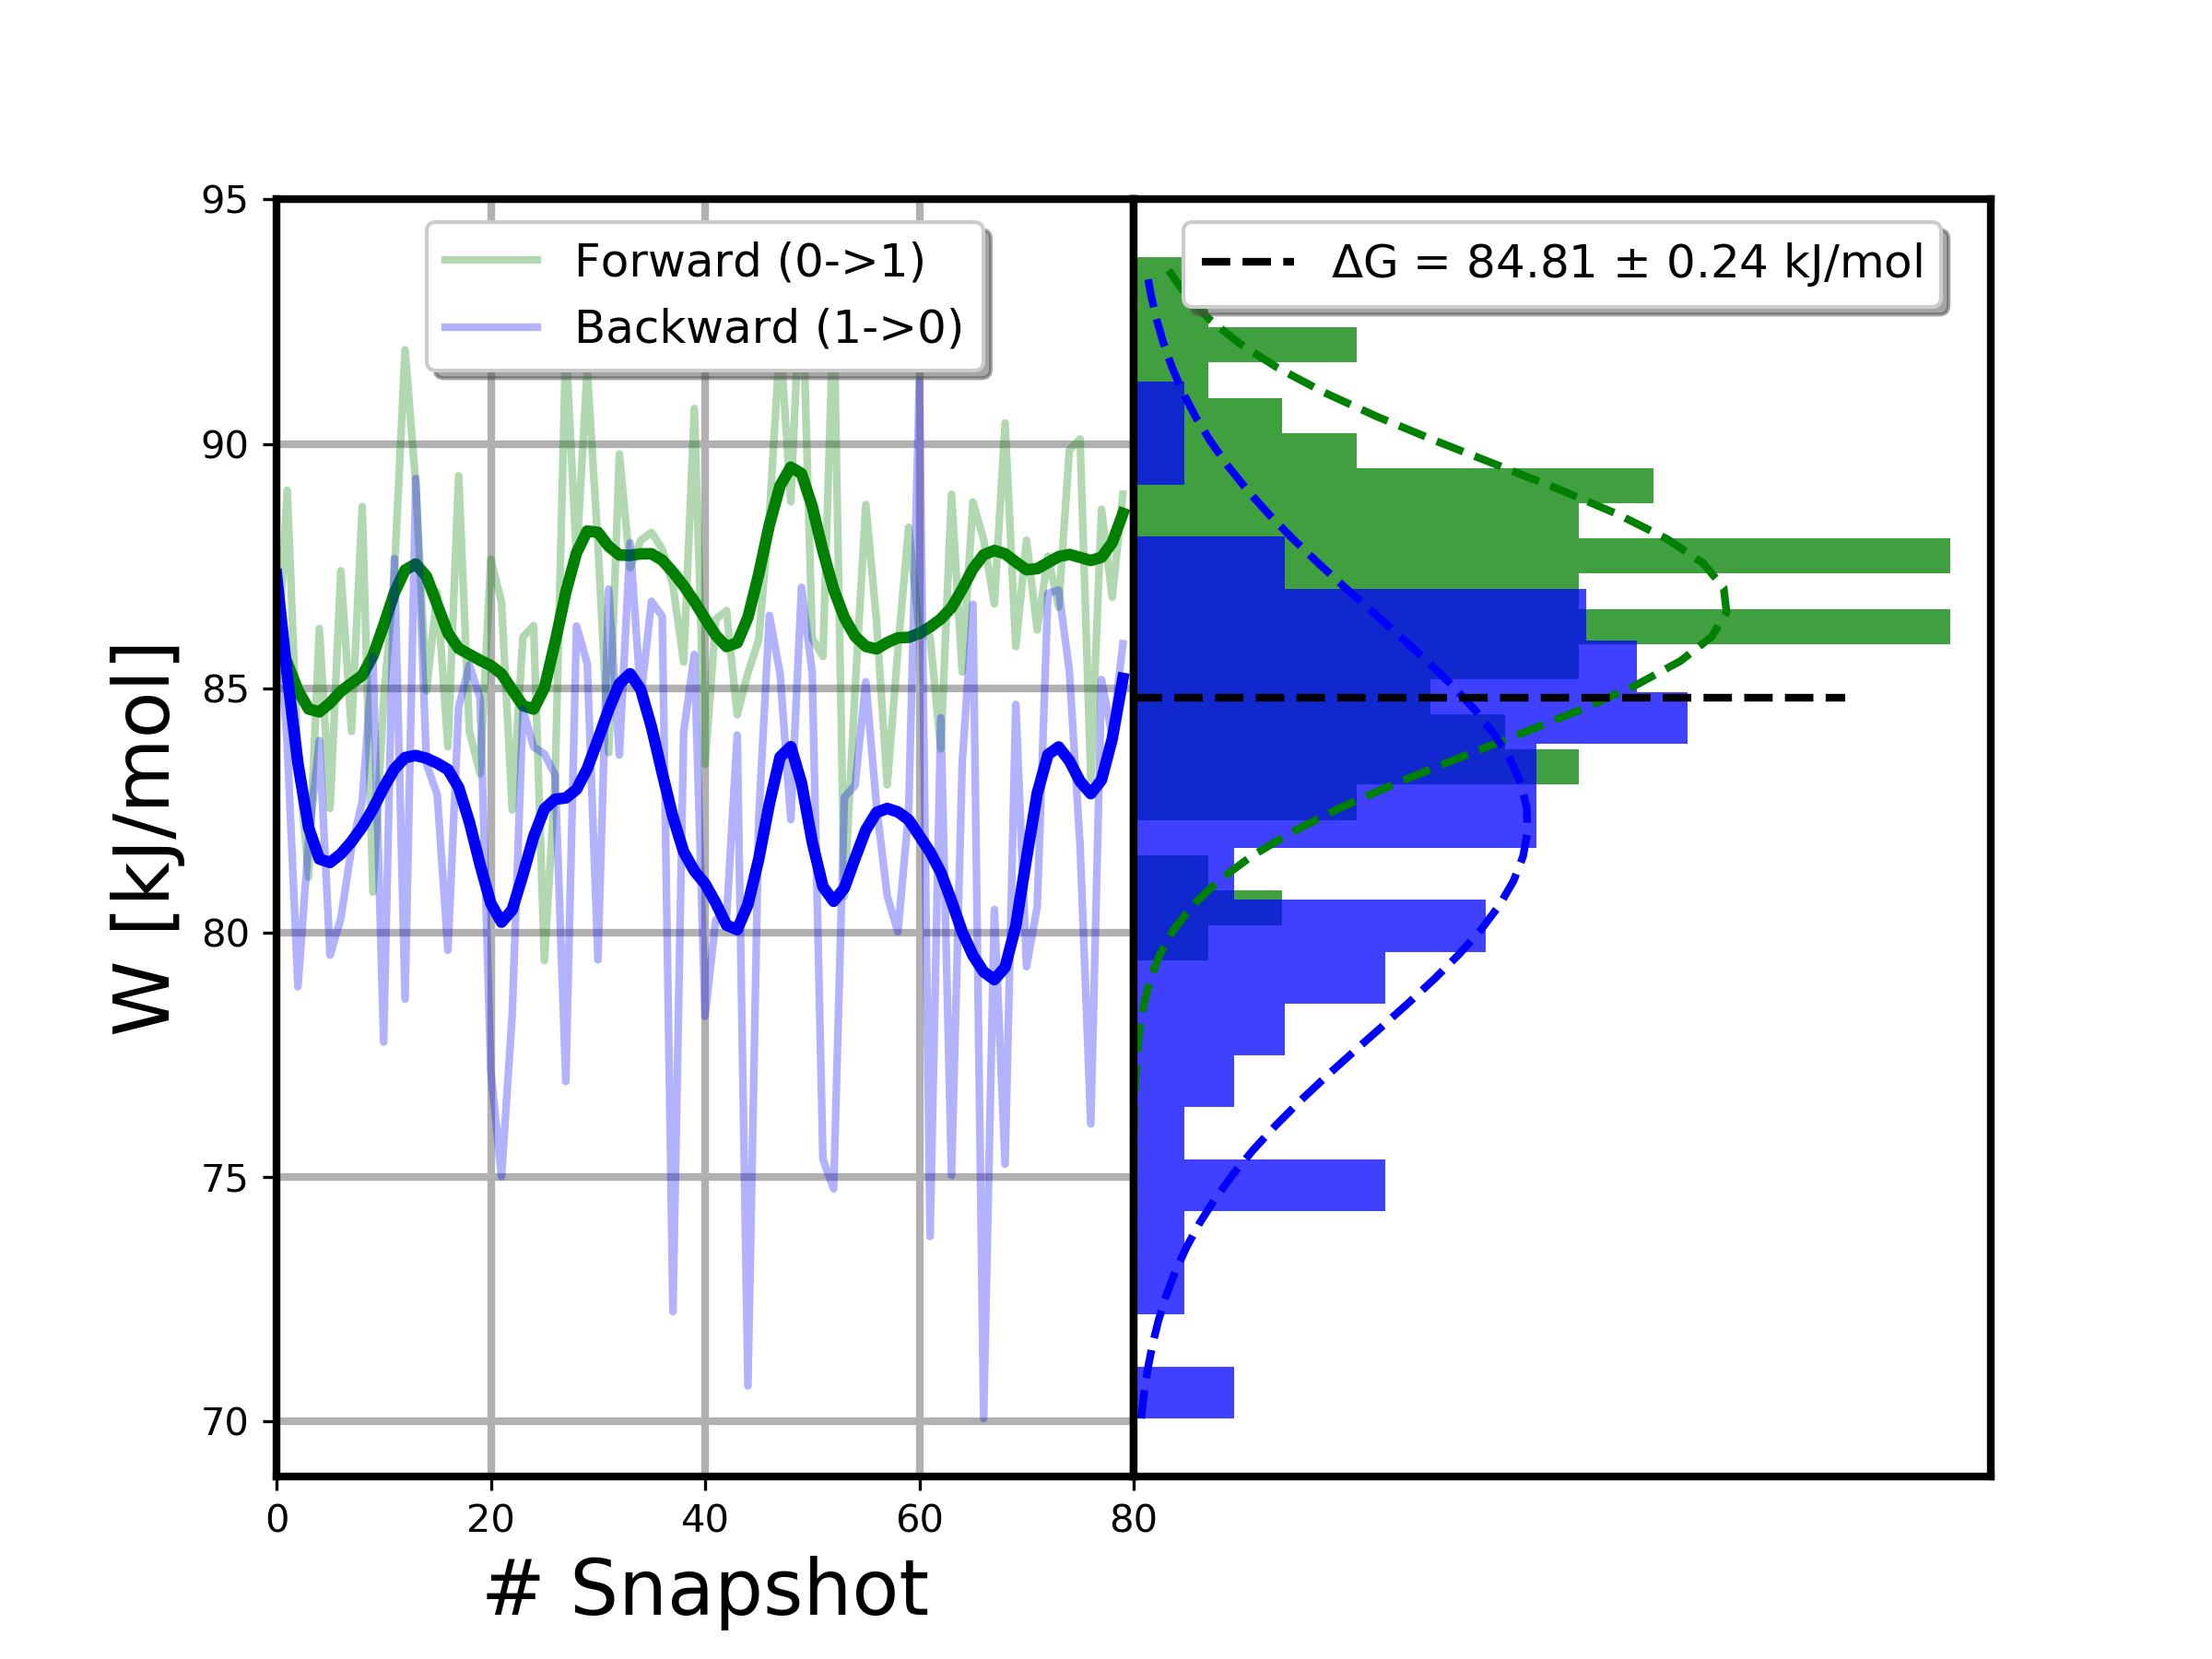 95
90
85
80
75
70
W [kJ/mol]
Forward (0->1)
Backward (1->0)
ΔG = 84.81 ± 0.24 kJ/mol
0 20 40 60 80
# Snapshot